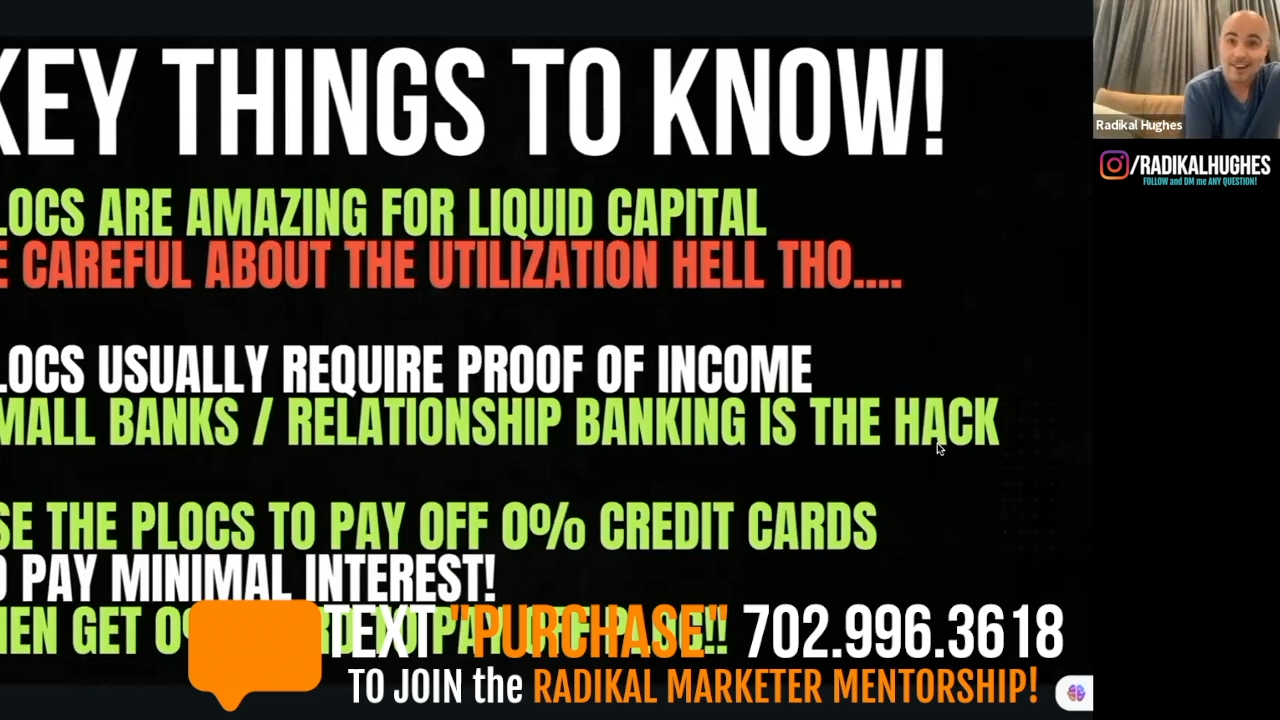 KEY THINGS TO KNOW!
LOCS ARE AMAZING FOR LIQUID CAPITAL
E CAREFUL ABOUT THE UTILIZATION HELL THO....
LOCS USUALLY REQUIRE PROOF OF INCOME
MALL BANKS / RELATIONSHIP BANKING IS THE HACK
SE THE PLOCS TO PAY OFF 0% CREDIT CARDS
O PAY MINIMAL INTEREST!
HEN GET
TEXT "PURCHASE" 702.996.3618
TO JOIN the RADIKAL MARKETER MENTORSHIP!
Radikal Hughes
/RADIKALHUGHES
FOLLOW and DM me ANY QUESTION!